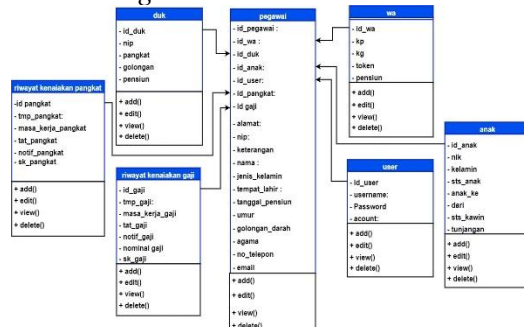 duk
- id_duk
- nip
- pangkat
- golongan
- pensiun
+ add()
+ edit()
+ view()
+ delete()
pegawai
- id_pegawai :
- id_wa :
- id_duk
- id_anak:
- id_user:
- id_pangkat:
- id gaji
- alamat:
- nip:
- keterangan
- nama :
- jenis_kelamin
- tempat_lahir :
- tanggal_pensiun
- umur
- golongan_darah
- agama
- no_telepon
- email
+ add()
+ edit()
+ view()
+ delete()
wa
- id_wa
- kp
- kg
- token
- pensiun
+ add()
+ edit()
+ view()
+ delete()
riwayat kenaiakan pangkat
-id pangkat
- tmp_pangkat:
- masa_kerja_pangkat
- tat_pangkat
- notif_pangkat
- sk_pangkat
+ add()
+ edit()
+ view()
+ delete()
riwayat kenaiakan gaji
- id_gaji
- tmp_gaji:
- masa_kerja_gaji
- tat_gaji
- notif_gaji
- nominal gaji
- sk_gaji
+ add()
+ edit()
+ view()
+ delete()
user
- id_user
- username:
- Password
- acount:
+ add()
+ edit()
+ view()
+ delete()
anak
- id_anak
- nik
- kelamin
- sts_anak
- anak_ke
- deri
- sts_kawin
- tunjangan
+ add()
+ edit()
+ view()
+ delete()